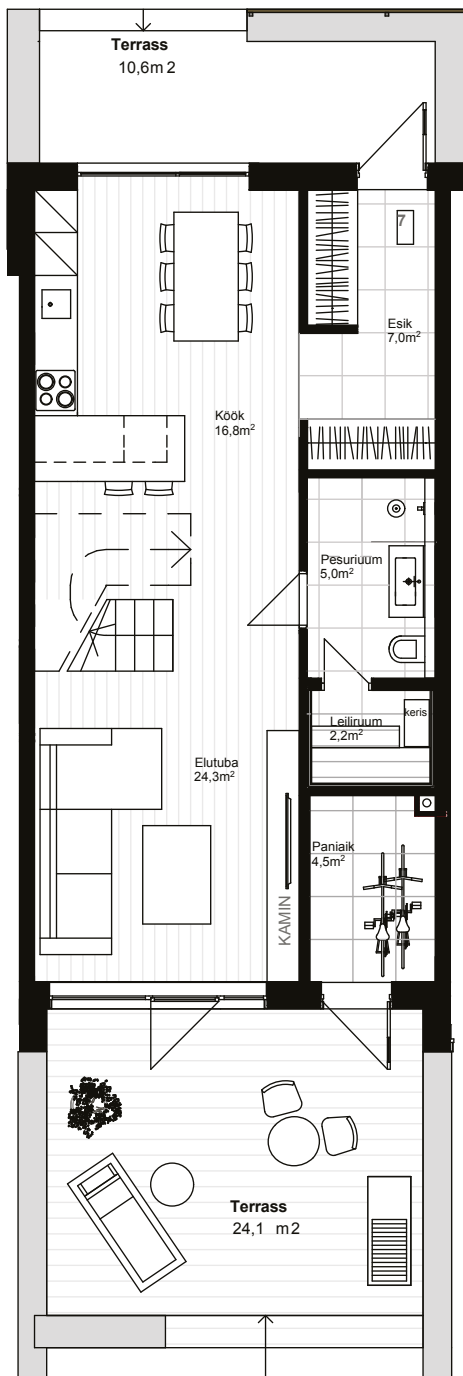 Terrass
10,6m 2
7
Esik
7,0m²
Köök
16,8m²
Pesuriuum
5,0m²
Leiliruum
2,2m²
keris
Elutuba
24,3m²
Paniaik
4,5m²
KAMIN
Terrass
24,1 m2